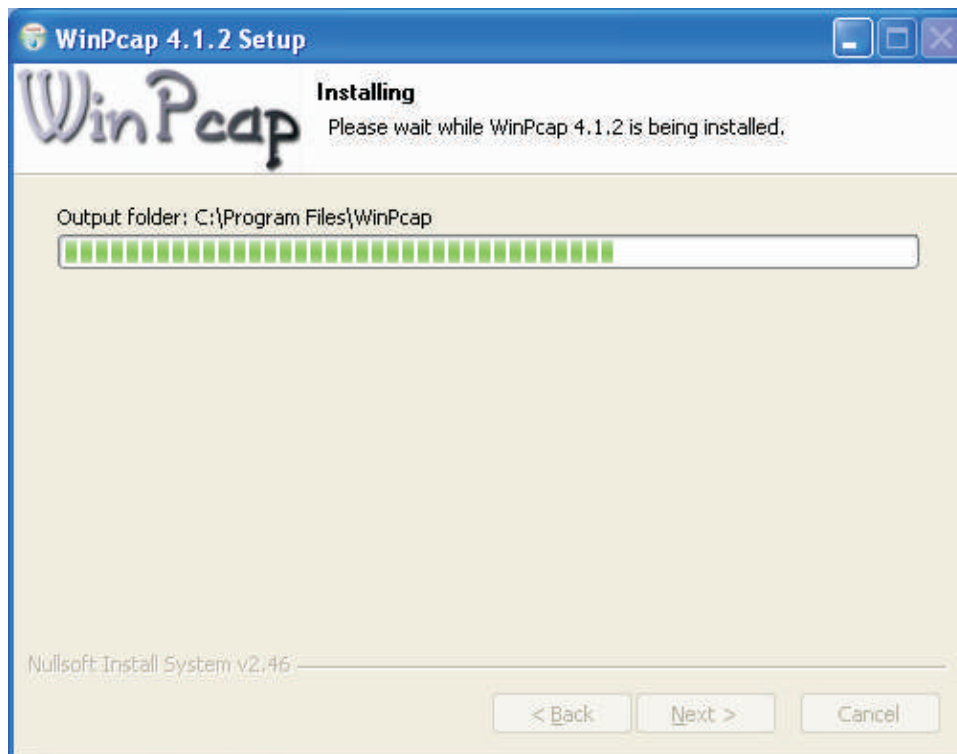 WinPcap 4.1.2 Setup
WinPcap
Installing
Please wait while WinPcap 4.1.2 is being installed.
Output folder: C:\Program Files\WinPcap
Nullsoft Install System v2.46
< Back
Next >
Cancel